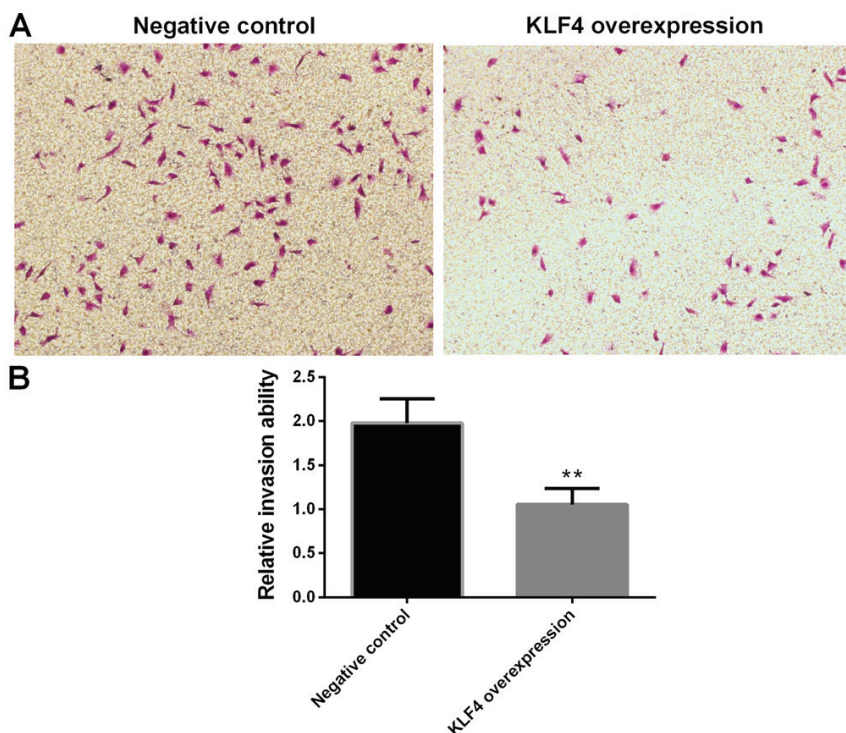 A
Negative control
KLF4 overexpression
B
Relative invasion ability
2.5
2.0
1.5
1.0
0.5
0.0
**
Negative control
KLF4 overexpression